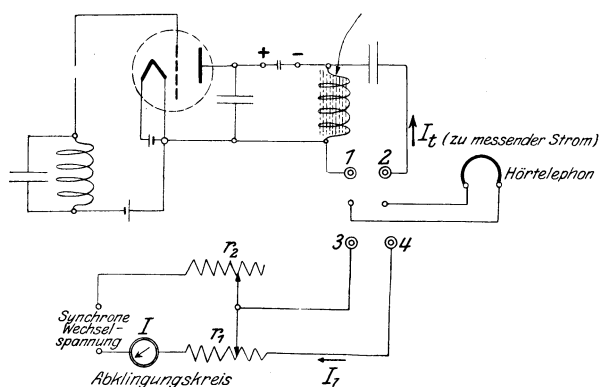 + -
I_t (zu messender Strom)
1 2
Hörtelephon
3 4
r_2
Synchrone
Wechsel-
spannung
I
r_1
I_1
Abklingungskreis